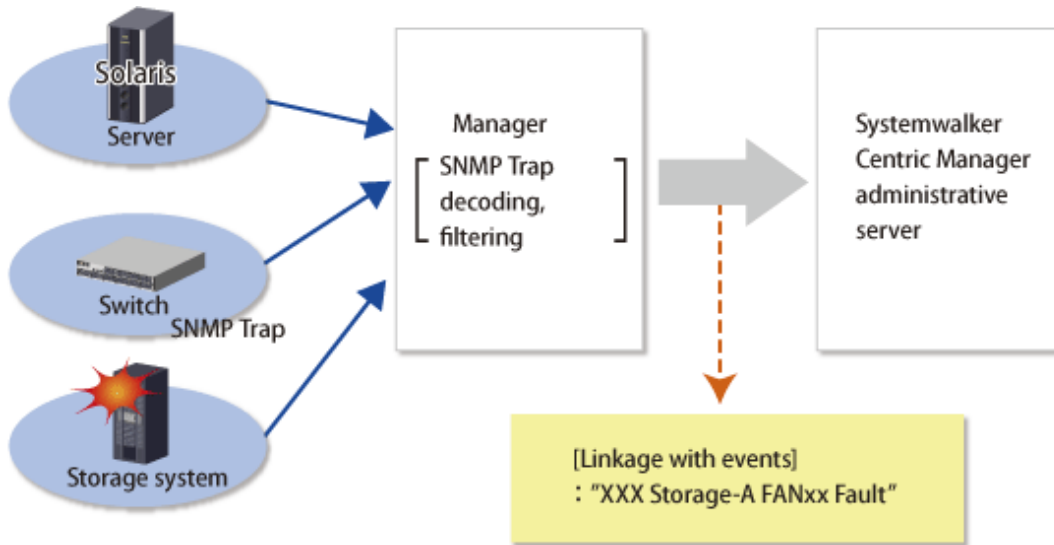 Solaris
Server
Switch
SNMP Trap
Storage system
Manager
SNMP Trap
decoding,
filtering
Systemwalker
Centric Manager
administrative
server
[Linkage with events]
: "XXX Storage-A FANxx Fault"